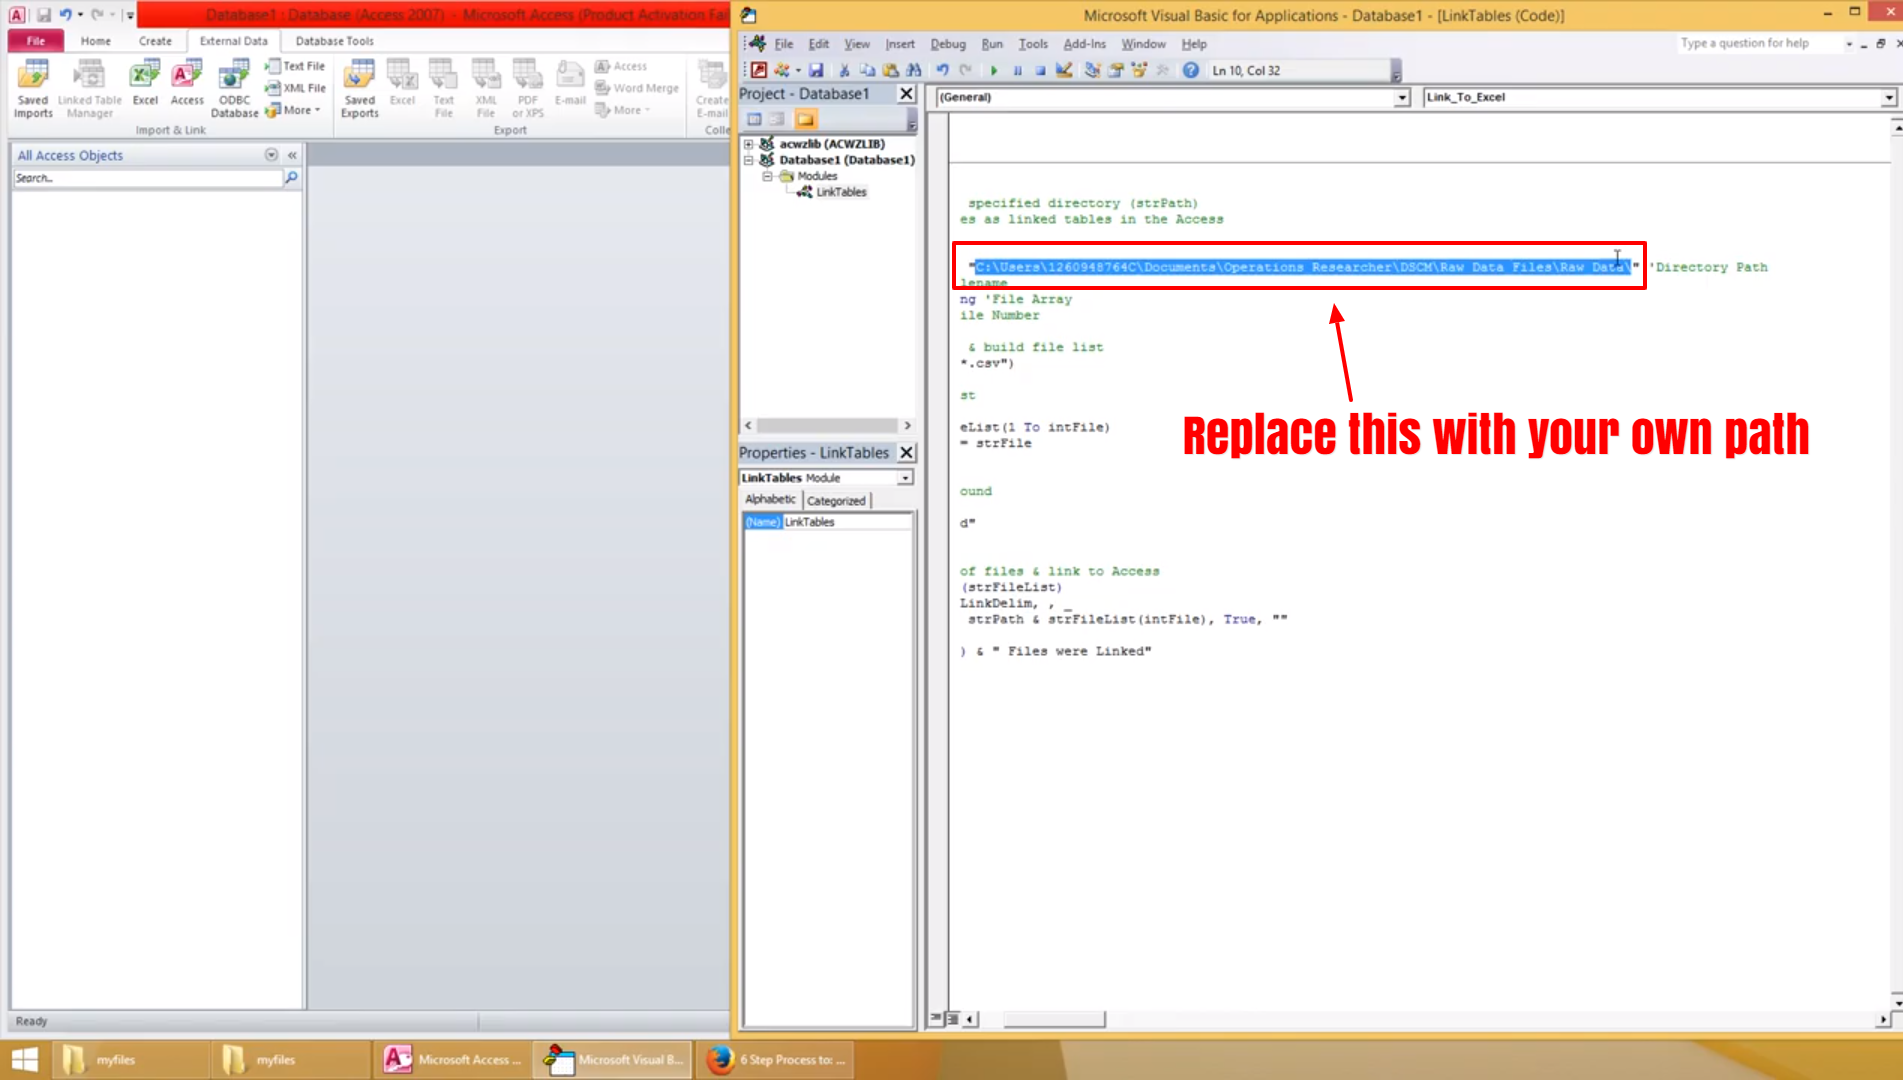 Database1 : Database (Access 2007) - Microsoft Access (Product Activation Fai
File
Home
Create
External Data
Database Tools
Saved Imports
Linked Table Manager
Excel
Access
ODBC Database
Text File
XML File
More
Import & Link
Saved Exports
Excel
Text File
XML File
PDF or XPS
E-mail
Access
Word Merge
More
Export
Create E-mail
Colle
All Access Objects
Search...
Ready
Microsoft Visual Basic for Applications - Database1 - [LinkTables (Code)]
File Edit View Insert Debug Run Tools Add-Ins Window Help
Type a question for help
Ln 10, Col 32
Project - Database1
acwzlib (ACWZLIB)
Database1 (Database1)
Modules
LinkTables
Properties - LinkTables
LinkTables Module
Alphabetic Categorized
(Name) LinkTables
(General)
Link_To_Excel
specified directory (strPath)
es as linked tables in the Access
"C:\Users\1260948764C\Documents\Operations Researcher\DSCM\Raw Data Files\Raw Data\" 'Directory Path
lename
ng 'File Array
ile Number
& build file list
*.csv")
st
eList(1 To intFile)
= strFile
ound
d"
of files & link to Access
(strFileList)
LinkDelim, , _
strPath & strFileList(intFile), True, ""
) & " Files were Linked"
Replace this with your own path
myfiles
myfiles
Microsoft Access ...
Microsoft Visual B...
6 Step Process to: ...